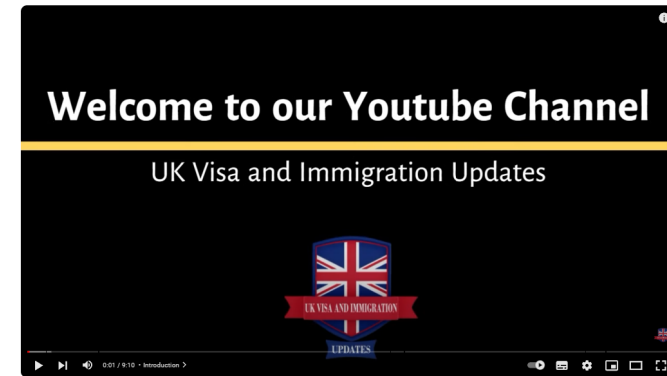 Welcome to our Youtube Channel
UK Visa and Immigration Updates
UK VISA AND IMMIGRATION
UPDATES
0:01 / 9:10 • Introduction >